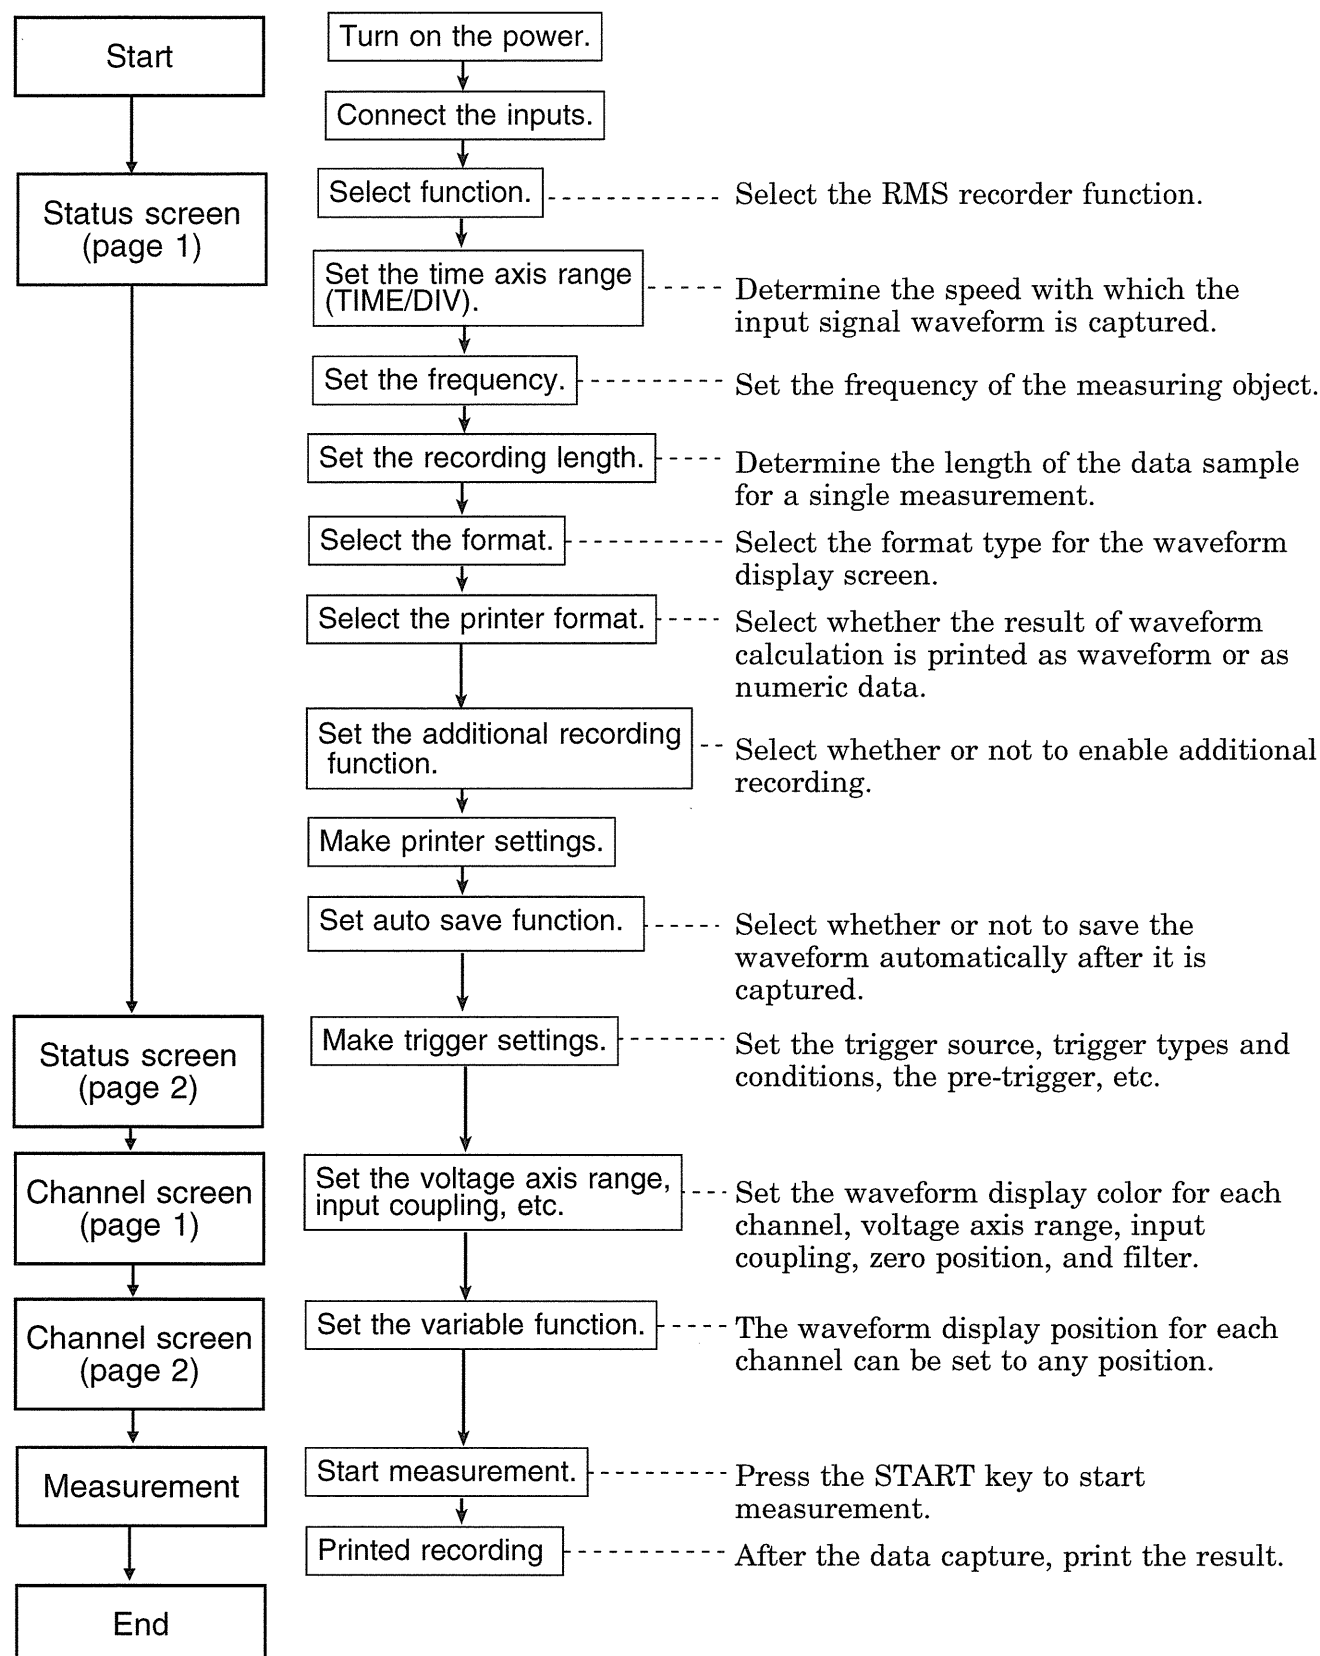 Start
Turn on the power.
Connect the inputs.
Status screen
(page 1)
Select function.
Select the RMS recorder function.
Set the time axis range
(TIME/DIV).
Determine the speed with which the
input signal waveform is captured.
Set the frequency.
Set the frequency of the measuring object.
Set the recording length.
Determine the length of the data sample
for a single measurement.
Select the format.
Select the format type for the waveform
display screen.
Select the printer format.
Select whether the result of waveform
calculation is printed as waveform or as
numeric data.
Set the additional recording
function.
Select whether or not to enable additional
recording.
Make printer settings.
Set auto save function.
Select whether or not to save the
waveform automatically after it is
captured.
Status screen
(page 2)
Make trigger settings.
Set the trigger source, trigger types and
conditions, the pre-trigger, etc.
Channel screen
(page 1)
Set the voltage axis range,
input coupling, etc.
Set the waveform display color for each
channel, voltage axis range, input
coupling, zero position, and filter.
Channel screen
(page 2)
Set the variable function.
The waveform display position for each
channel can be set to any position.
Measurement
Start measurement.
Press the START key to start
measurement.
Printed recording
After the data capture, print the result.
End